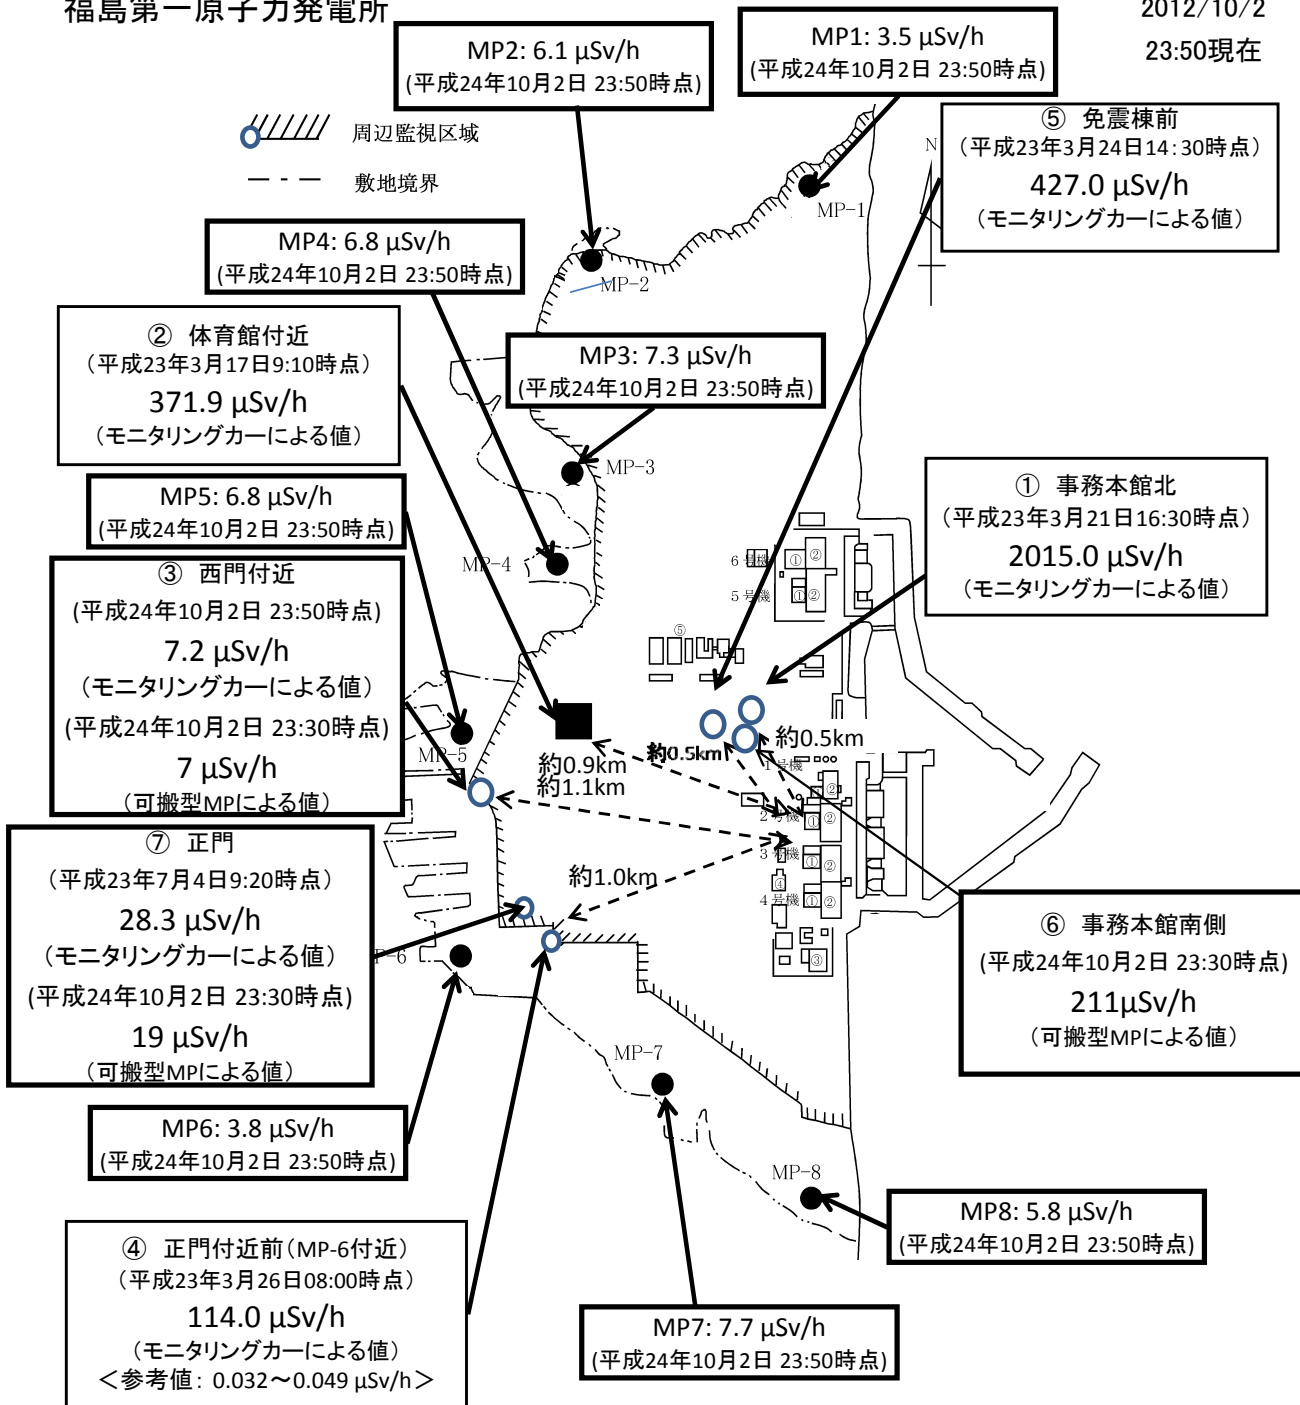 福島第一原子力発電所
2012/10/2
23:50現在
MP2: 6.1 μSv/h
(平成24年10月2日 23:50時点)
MP1: 3.5 μSv/h
(平成24年10月2日 23:50時点)
周辺監視区域
敷地境界
⑤ 免震棟前
(平成23年3月24日14:30時点)
427.0 μSv/h
(モニタリングカーによる値)
N
MP-1
MP4: 6.8 μSv/h
(平成24年10月2日 23:50時点)
MP-2
② 体育館付近
(平成23年3月17日9:10時点)
371.9 μSv/h
(モニタリングカーによる値)
MP3: 7.3 μSv/h
(平成24年10月2日 23:50時点)
MP-3
MP5: 6.8 μSv/h
(平成24年10月2日 23:50時点)
① 事務本館北
(平成23年3月21日16:30時点)
2015.0 μSv/h
(モニタリングカーによる値)
MP-4
6号機
① ②
5号機
① ②
⑤
③ 西門付近
(平成24年10月2日 23:50時点)
7.2 μSv/h
(モニタリングカーによる値)
(平成24年10月2日 23:30時点)
7 μSv/h
(可搬型MPによる値)
MP-5
約0.9km
約1.1km
約0.5km
約0.5km
1号機
②
2号機
① ②
3号機
① ②
④
4号機
① ②
③
約1.0km
⑦ 正門
(平成23年7月4日9:20時点)
28.3 μSv/h
(モニタリングカーによる値)
(平成24年10月2日 23:30時点)
19 μSv/h
(可搬型MPによる値)
P-6
⑥ 事務本館南側
(平成24年10月2日 23:30時点)
211μSv/h
(可搬型MPによる値)
MP-7
MP6: 3.8 μSv/h
(平成24年10月2日 23:50時点)
MP-8
MP8: 5.8 μSv/h
(平成24年10月2日 23:50時点)
④ 正門付近前(MP-6付近)
(平成23年3月26日08:00時点)
114.0 μSv/h
(モニタリングカーによる値)
<参考値: 0.032~0.049 μSv/h>
MP7: 7.7 μSv/h
(平成24年10月2日 23:50時点)